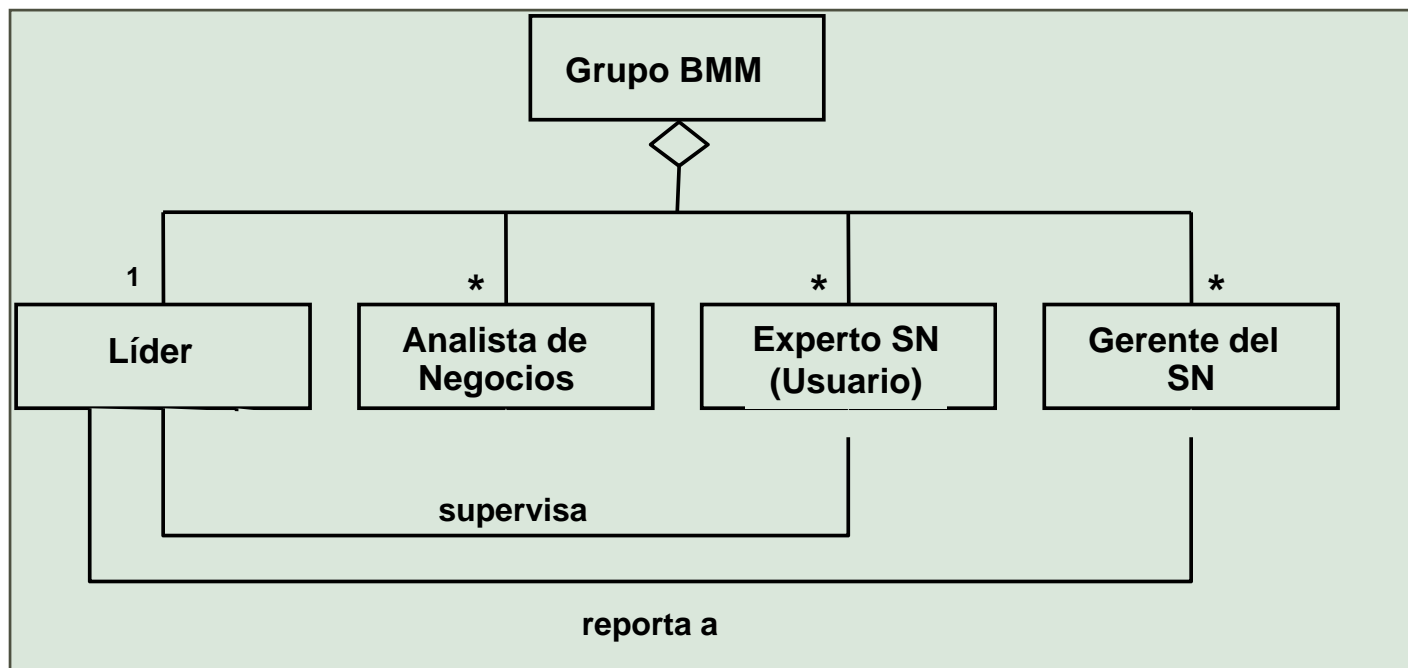 Grupo BMM
1
*
*
*
Líder
Analista de
Negocios
Experto SN
(Usuario)
Gerente del
SN
supervisa
reporta a